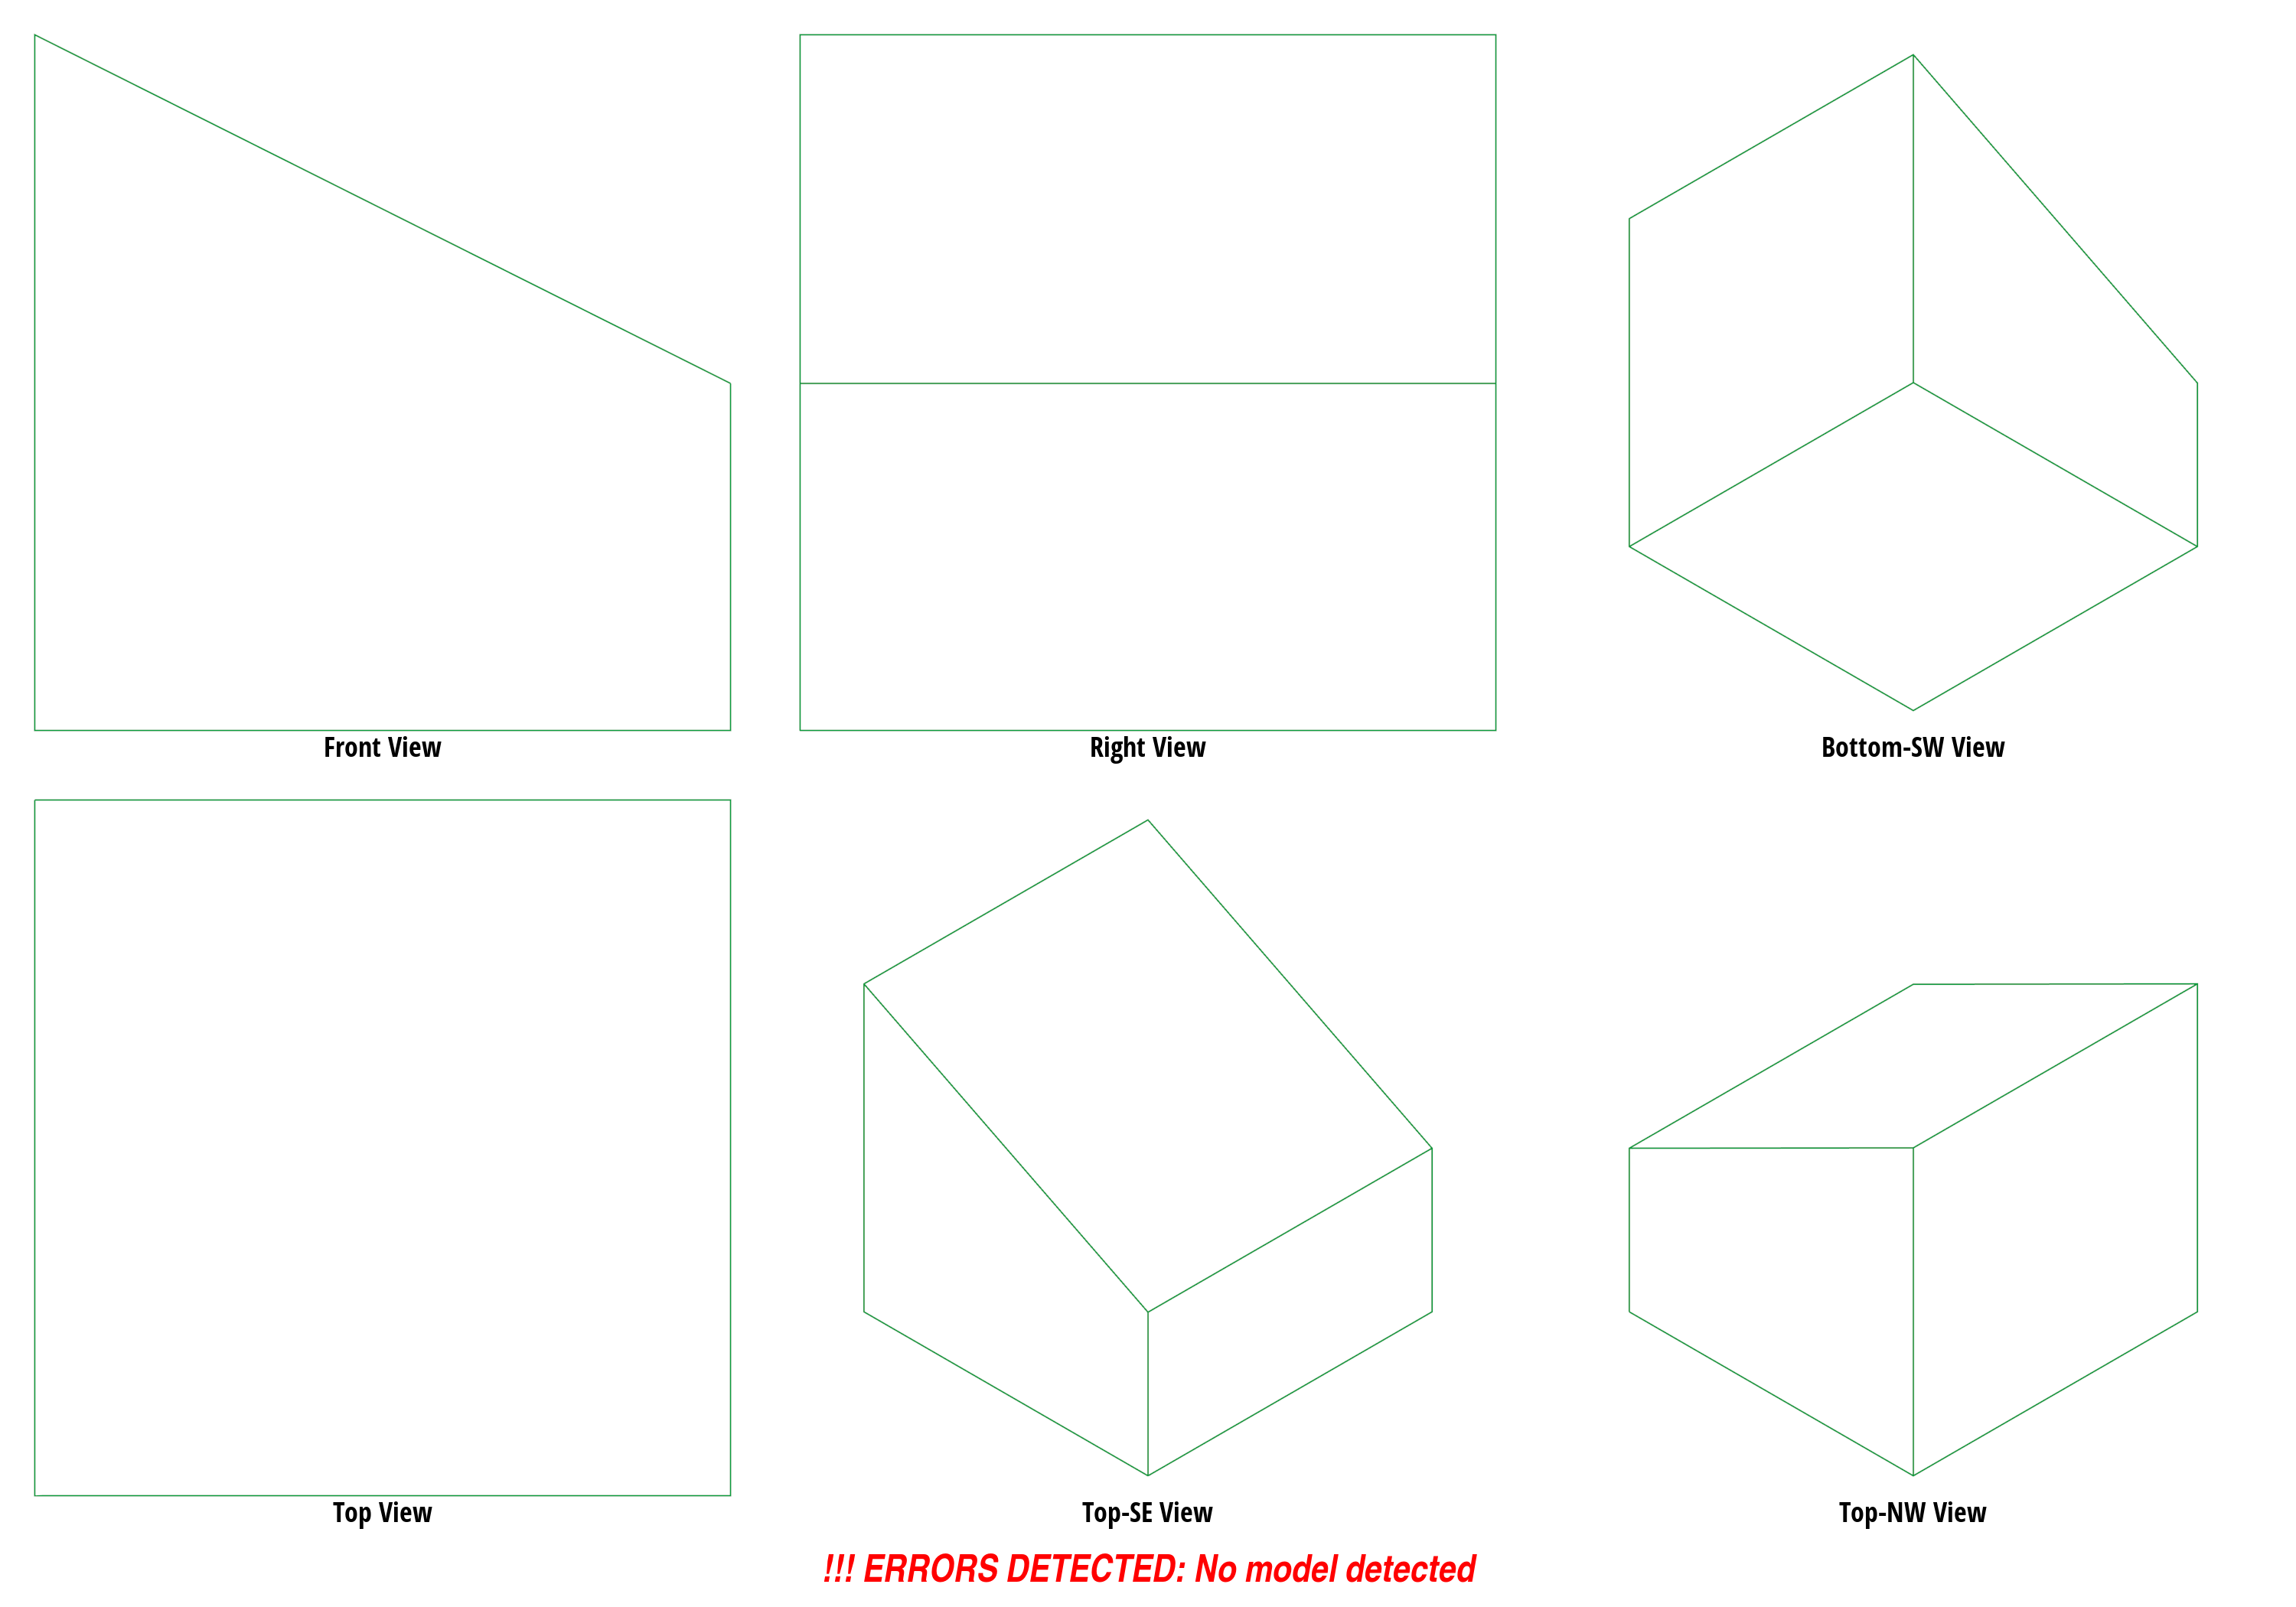 Front View
Right View
Bottom-SW View
Top View
Top-SE View
Top-NW View
!!! ERRORS DETECTED: No model detected